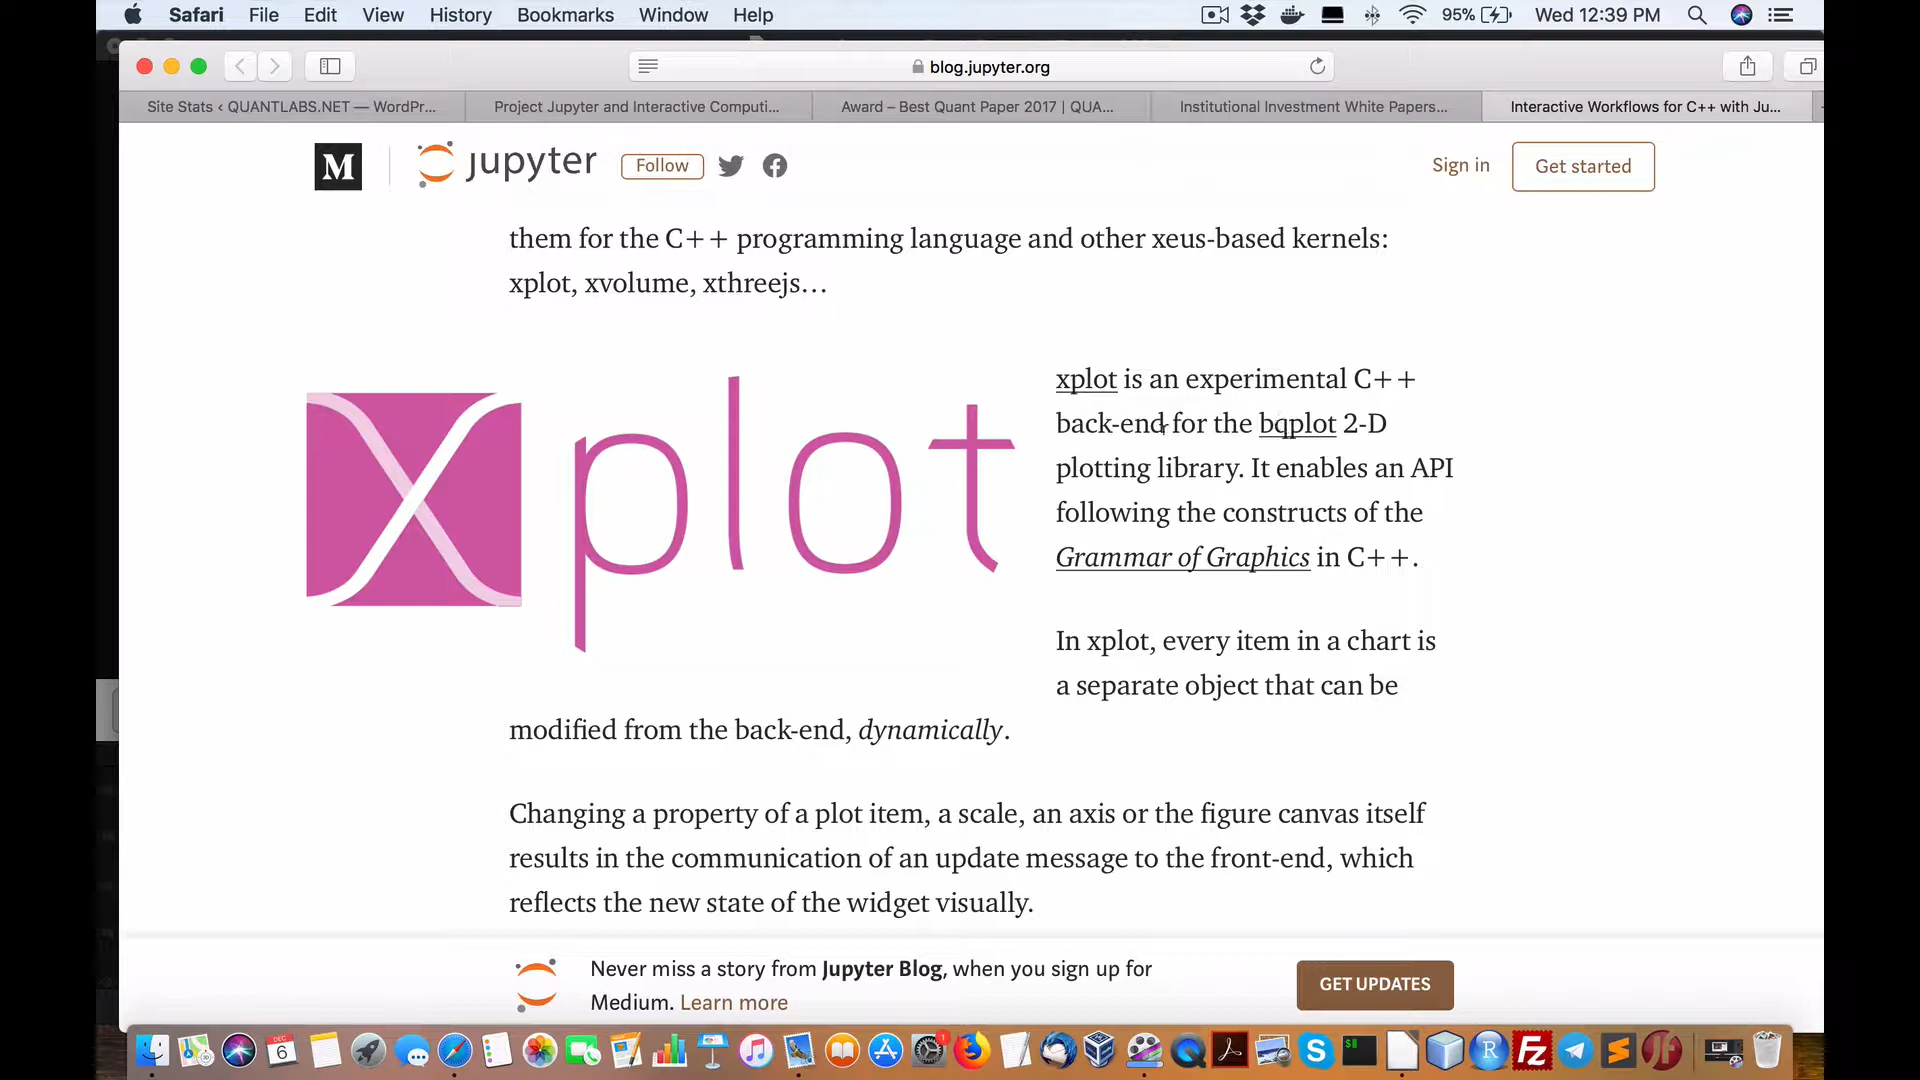 Safari File Edit View History Bookmarks Window Help 95% Wed 12:39 PM
blog.jupyter.org
Site Stats ‹ QUANTLABS.NET — WordPr... Project Jupyter and Interactive Computi... Award – Best Quant Paper 2017 | QUA... Institutional Investment White Papers... Interactive Workflows for C++ with Ju...
M jupyter Follow Sign in Get started
them for the C++ programming language and other xeus-based kernels:
xplot, xvolume, xthreejs…
xplot
xplot is an experimental C++
back-end for the bqplot 2-D
plotting library. It enables an API
following the constructs of the
Grammar of Graphics in C++.
In xplot, every item in a chart is
a separate object that can be
modified from the back-end, dynamically.
Changing a property of a plot item, a scale, an axis or the figure canvas itself
results in the communication of an update message to the front-end, which
reflects the new state of the widget visually.
Never miss a story from Jupyter Blog, when you sign up for
Medium. Learn more
GET UPDATES
DEC
6
1
S
$
R
FZ
S
JF